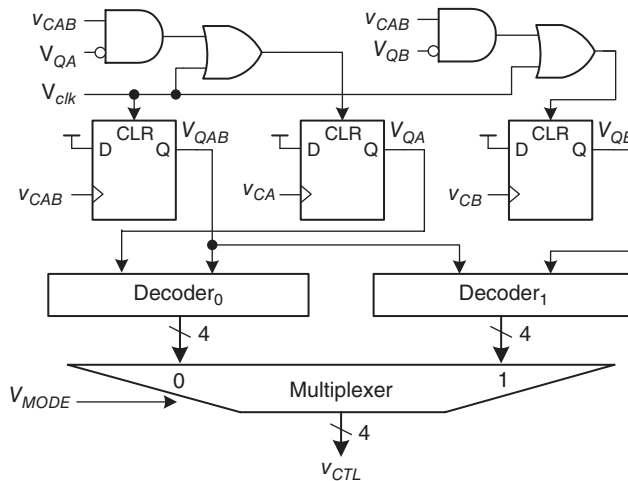 v_CAB v_CAB
V_QA V_QB
V_clk
CLR V_QAB CLR V_QA CLR V_QB
D Q D Q D Q
v_CAB v_CA v_CB
Decoder_0 Decoder_1
4 4
0 Multiplexer 1
V_MODE
4
v_CTL